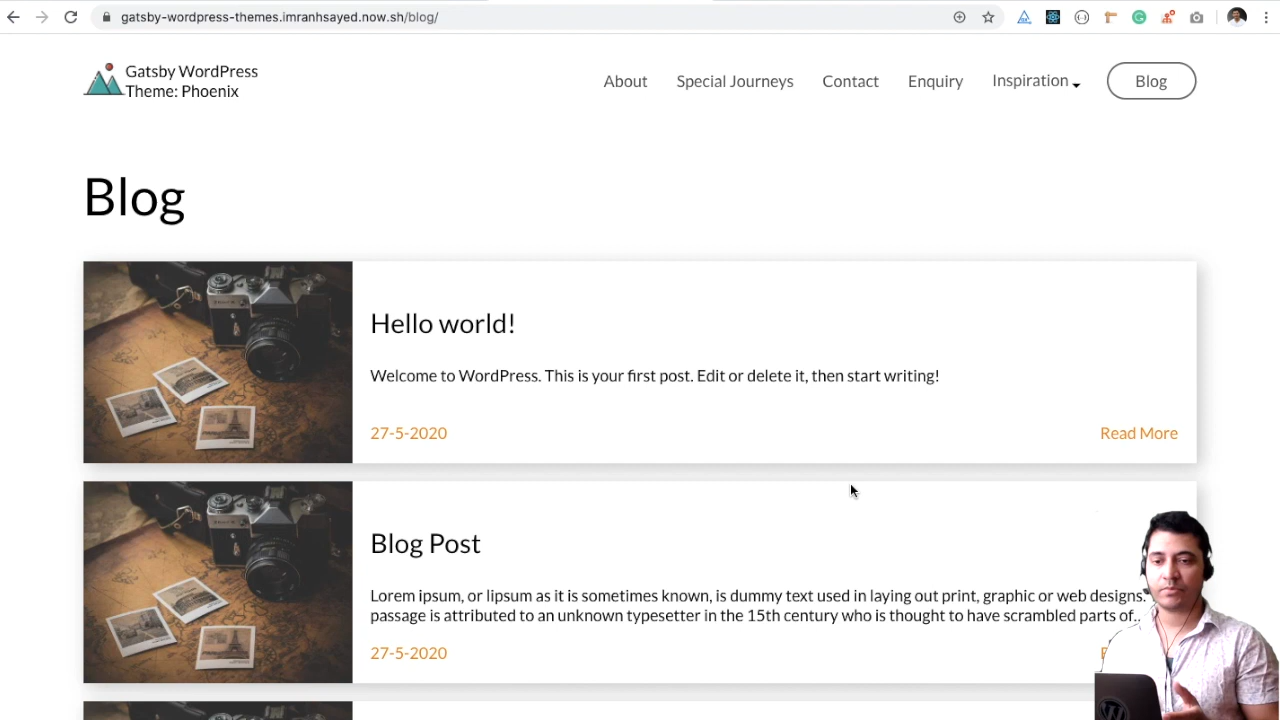 gatsby-wordpress-themes.imranhsayed.now.sh/blog/
Gatsby WordPress
Theme: Phoenix
About
Special Journeys
Contact
Enquiry
Inspiration
Blog
Blog
Hello world!
Welcome to WordPress. This is your first post. Edit or delete it, then start writing!
27-5-2020
Read More
Blog Post
Lorem ipsum, or lipsum as it is sometimes known, is dummy text used in laying out print, graphic or web designs.
passage is attributed to an unknown typesetter in the 15th century who is thought to have scrambled parts of..
27-5-2020